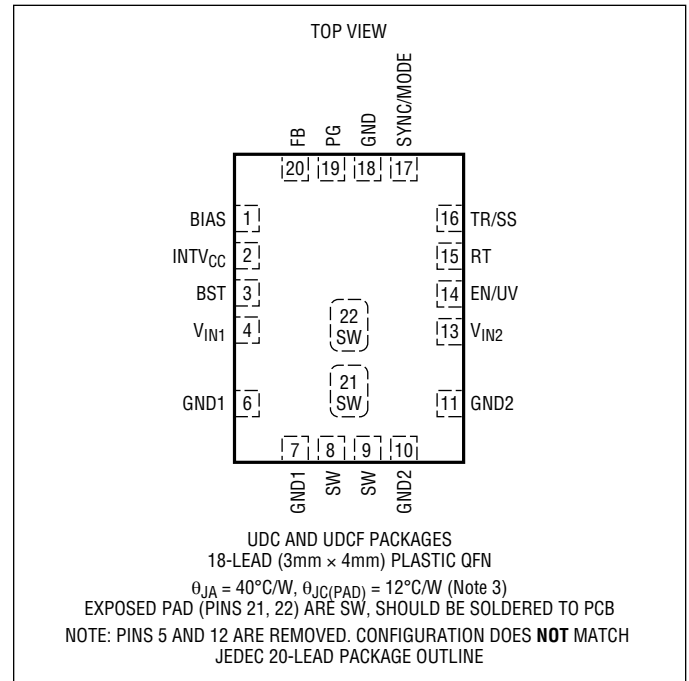 TOP VIEW
FB
PG
GND
SYNC/MODE
20 19 18 17
BIAS 1
16 TR/SS
INTVCC 2
15 RT
BST 3
14 EN/UV
VIN1 4
13 VIN2
22
SW
21
SW
GND1 6
11 GND2
7 8 9 10
GND1
SW
SW
GND2
UDC AND UDCF PACKAGES
18-LEAD (3mm × 4mm) PLASTIC QFN
θJA = 40°C/W, θJC(PAD) = 12°C/W (Note 3)
EXPOSED PAD (PINS 21, 22) ARE SW, SHOULD BE SOLDERED TO PCB
NOTE: PINS 5 AND 12 ARE REMOVED. CONFIGURATION DOES NOT MATCH
JEDEC 20-LEAD PACKAGE OUTLINE